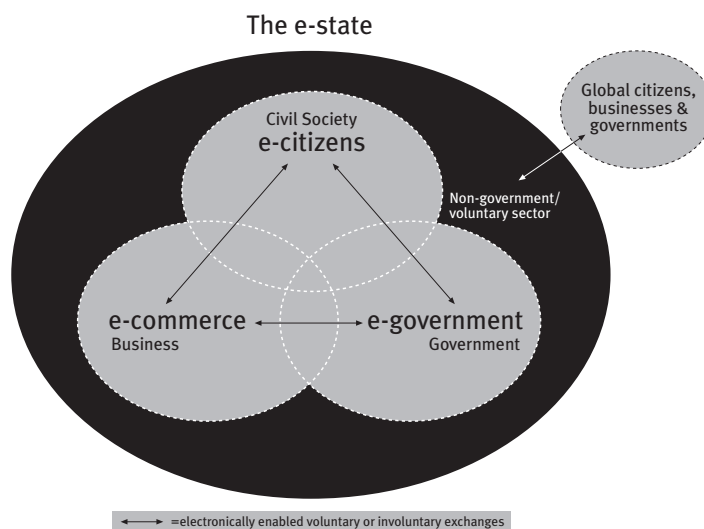 The e-state
Global citizens,
businesses &
governments
Civil Society
e-citizens
Non-government/
voluntary sector
e-commerce
Business
e-government
Government
=electronically enabled voluntary or involuntary exchanges